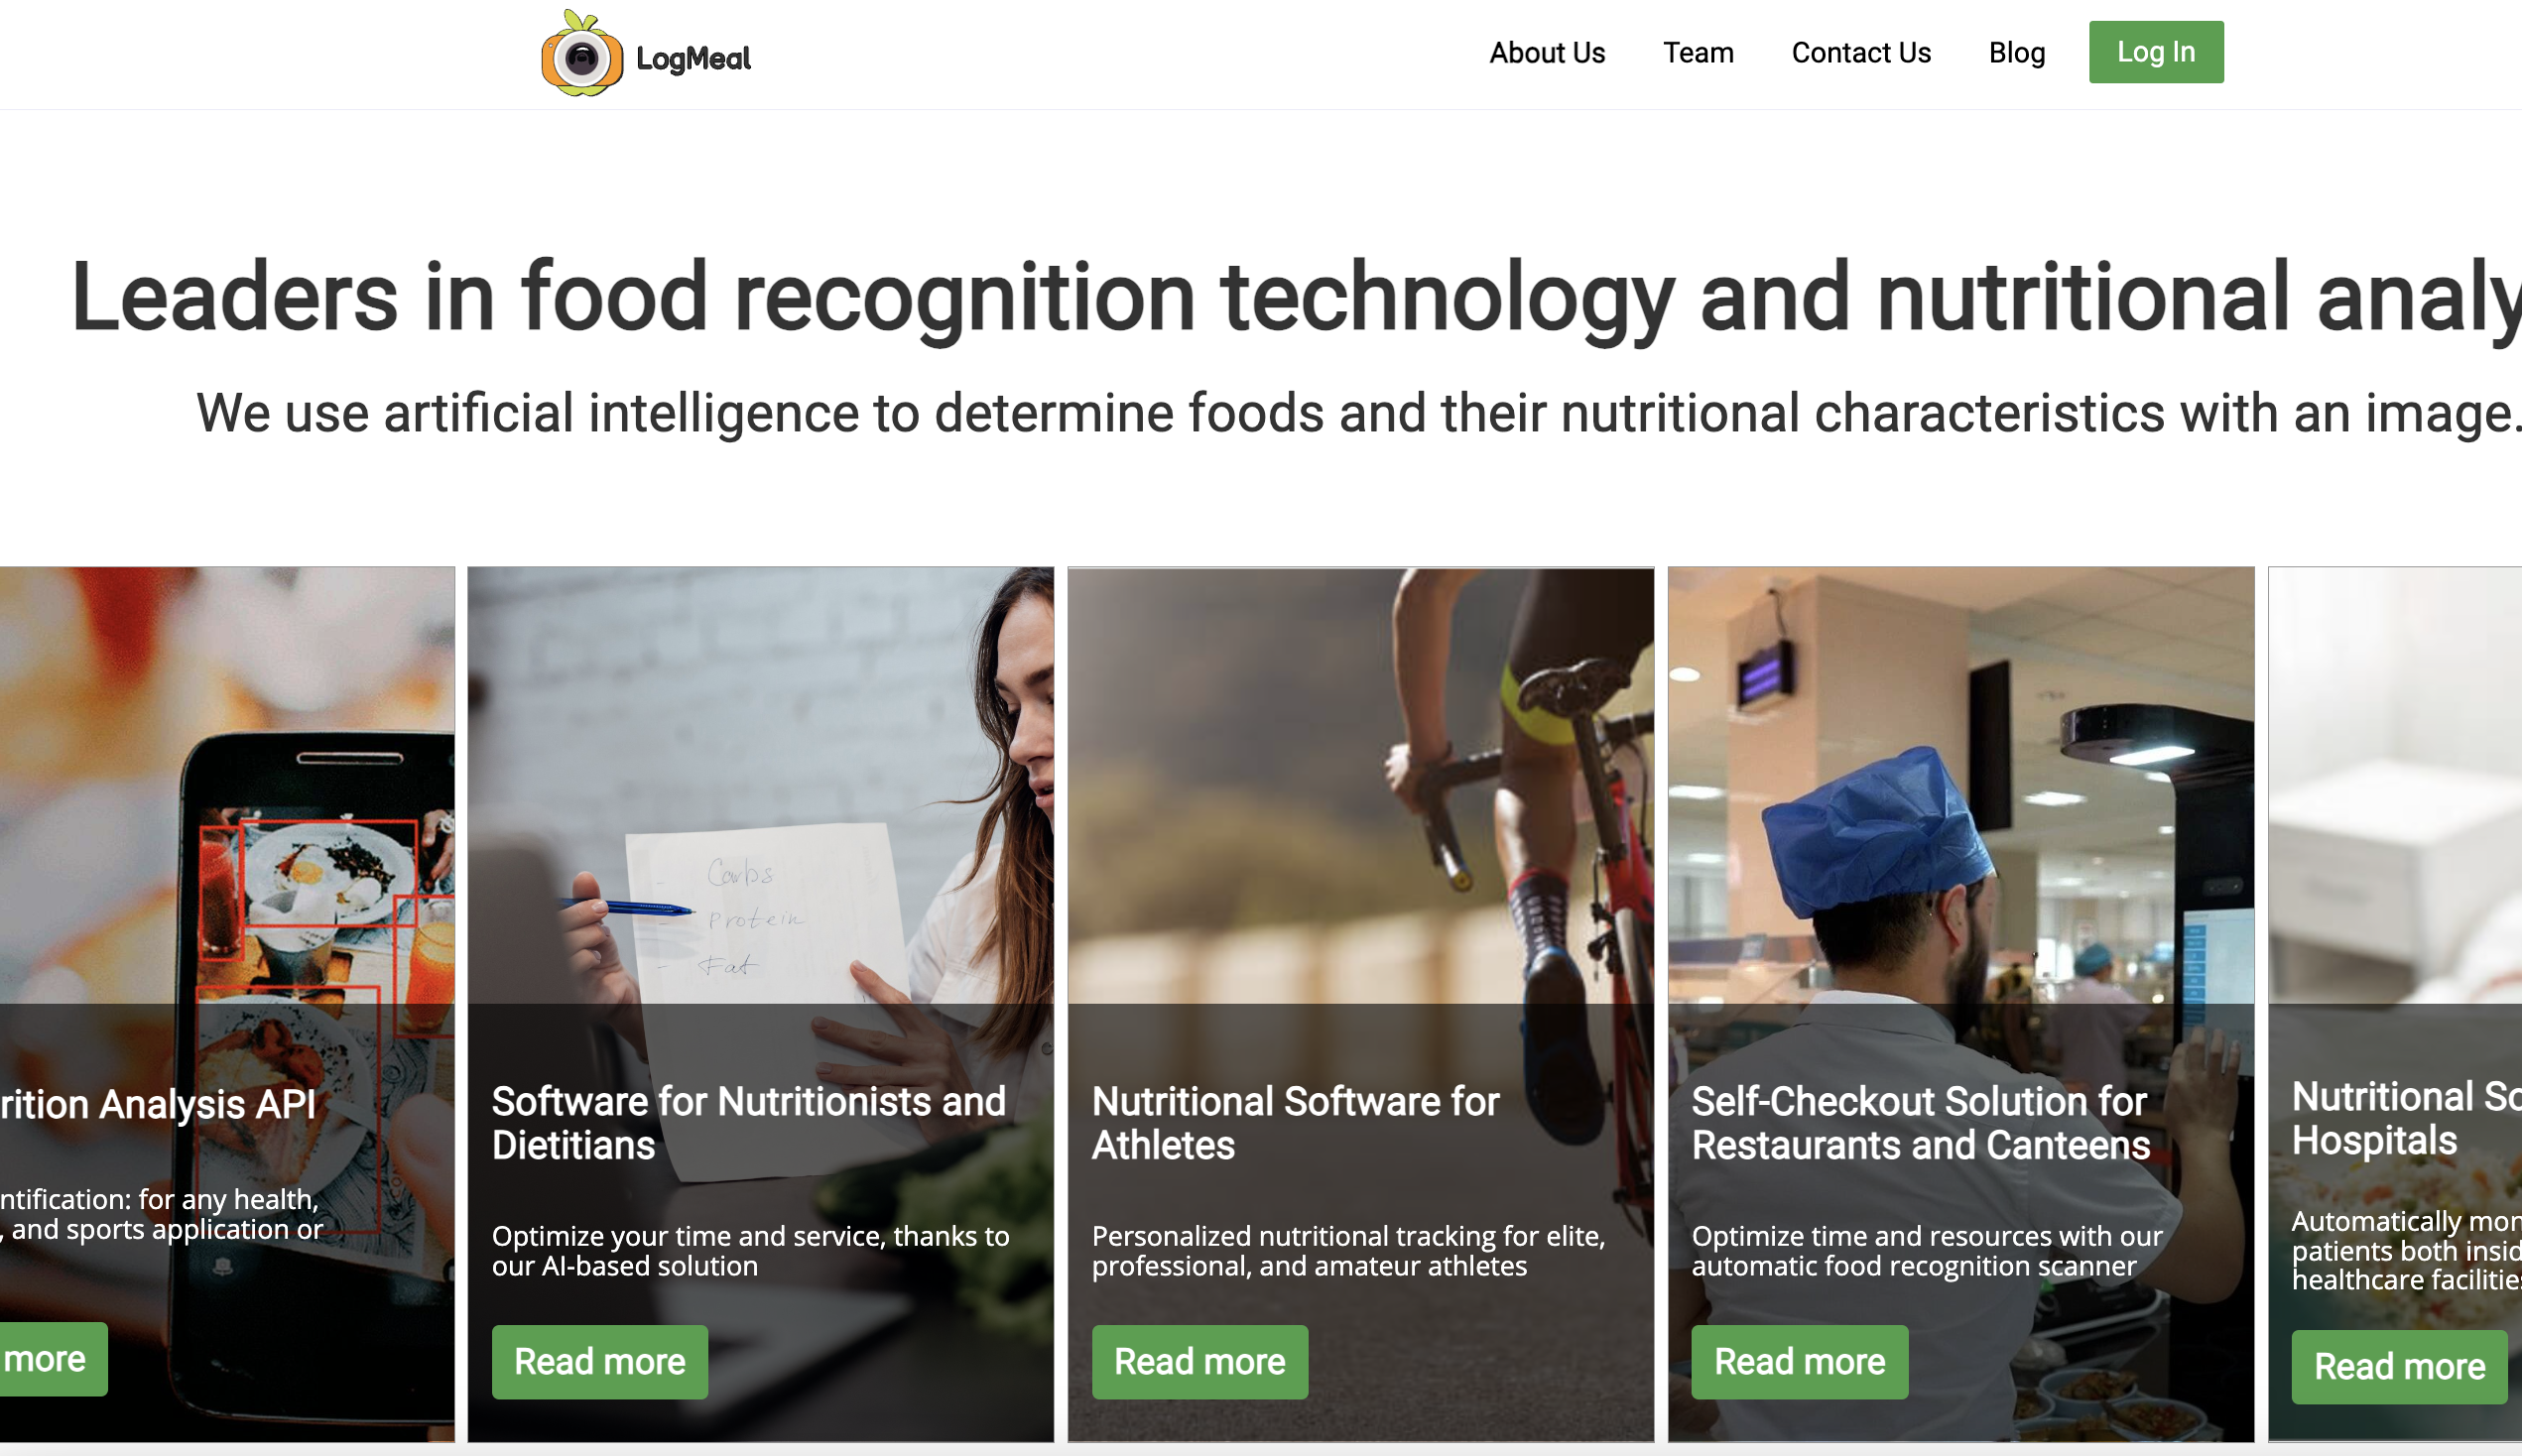 LogMeal
About Us
Team
Contact Us
Blog
Log In
Leaders in food recognition technology and nutritional analy
We use artificial intelligence to determine foods and their nutritional characteristics with an image.
rition Analysis API
ntification: for any health,
, and sports application or
more
- Carbs
- Protein
- Fat
Software for Nutritionists and
Dietitians
Optimize your time and service, thanks to
our AI-based solution
Read more
Nutritional Software for
Athletes
Personalized nutritional tracking for elite,
professional, and amateur athletes
Read more
Self-Checkout Solution for
Restaurants and Canteens
Optimize time and resources with our
automatic food recognition scanner
Read more
Nutritional So
Hospitals
Automatically mon
patients both insid
healthcare facilities
Read more